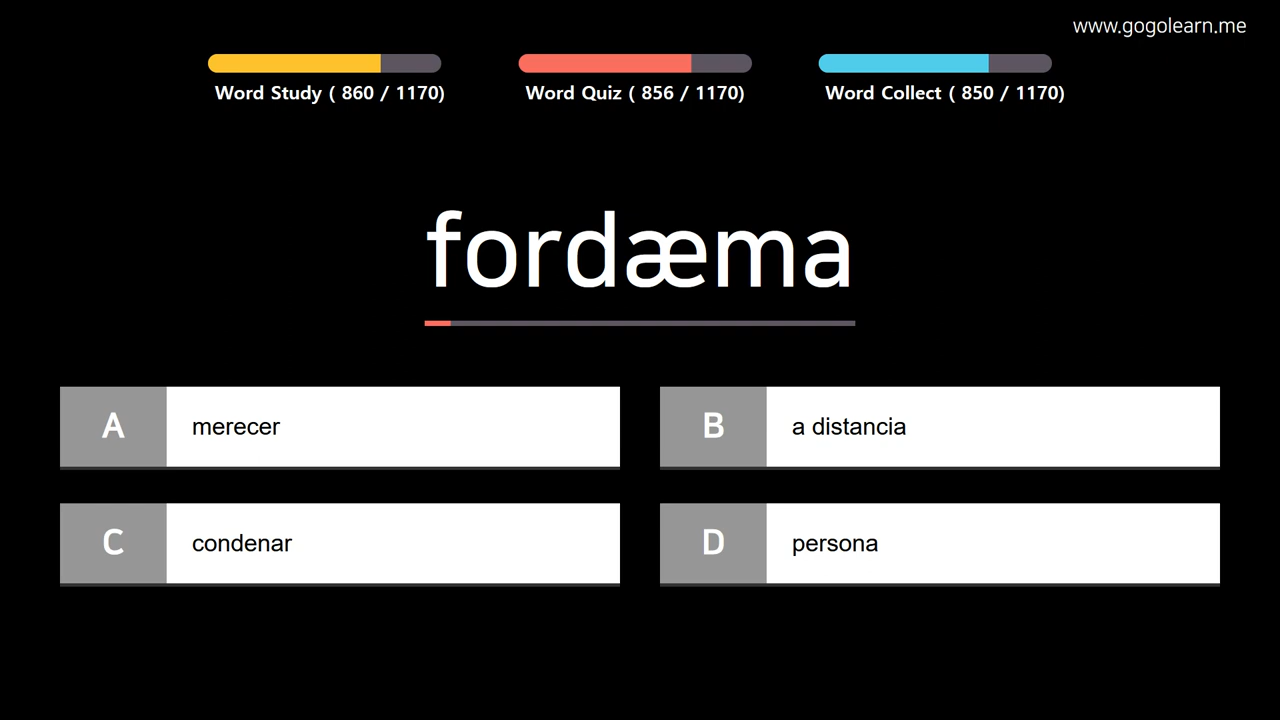 www.gogolearn.me
Word Study ( 860 / 1170)
Word Quiz ( 856 / 1170)
Word Collect ( 850 / 1170)
fordæma
A
merecer
B
a distancia
C
condenar
D
persona